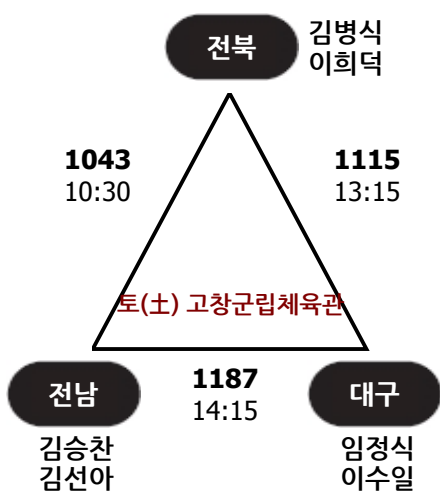 전북
김병식
이희덕
1043
10:30
1115
13:15
토(土) 고창군립체육관
전남
1187
14:15
대구
김승찬
김선아
임정식
이수일